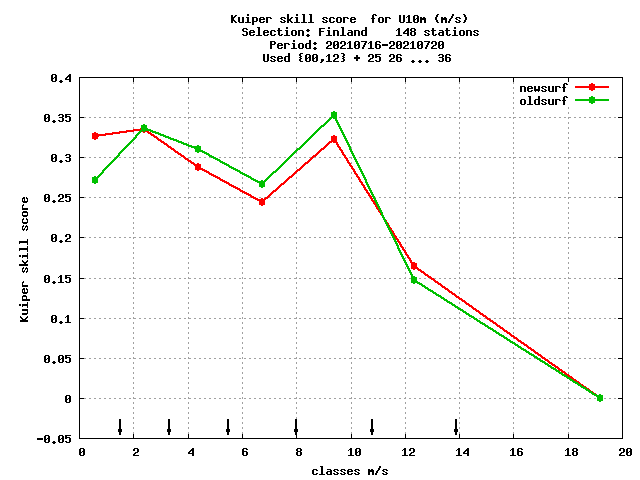 Kuiper skill score  for U10m (m/s)
Selection: Finland    148 stations
Period: 20210716-20210720
Used {00,12} + 25 26 ... 36
newsurf
oldsurf
Kuiper skill score
0.4
0.35
0.3
0.25
0.2
0.15
0.1
0.05
0
-0.05
0 2 4 6 8 10 12 14 16 18 20
classes m/s